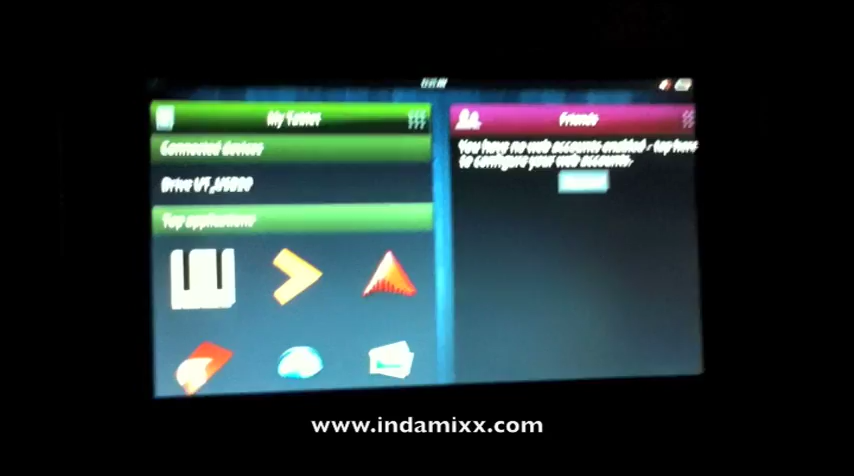 My Tablet
Connected devices
Top applications
Friends
You have no web accounts enabled - tap here
to configure your web accounts.
www.indamixx.com